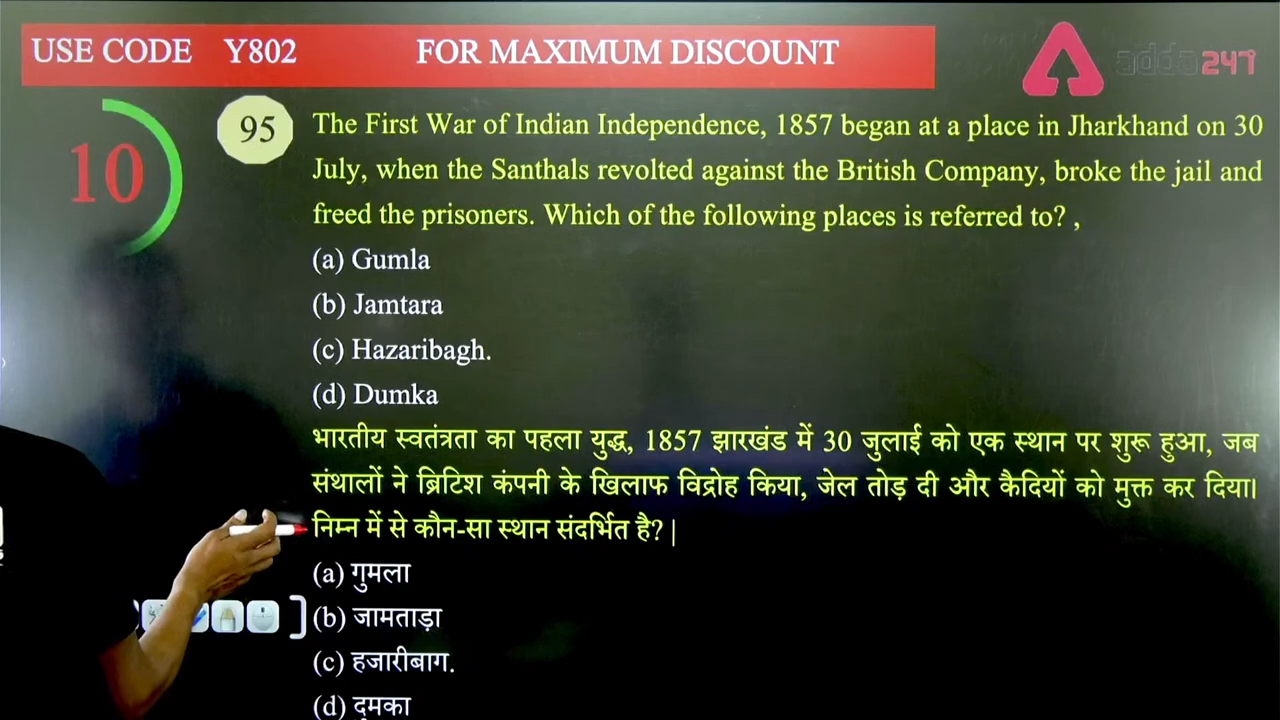 USE CODE Y802 FOR MAXIMUM DISCOUNT
adda247
10
95
The First War of Indian Independence, 1857 began at a place in Jharkhand on 30
July, when the Santhals revolted against the British Company, broke the jail and
freed the prisoners. Which of the following places is referred to? ,
(a) Gumla
(b) Jamtara
(c) Hazaribagh.
(d) Dumka
भारतीय स्वतंत्रता का पहला युद्ध, 1857 झारखंड में 30 जुलाई को एक स्थान पर शुरू हुआ, जब
संथालों ने ब्रिटिश कंपनी के खिलाफ विद्रोह किया, जेल तोड़ दी और कैदियों को मुक्त कर दिया।
निम्न में से कौन-सा स्थान संदर्भित है? |
(a) गुमला
(b) जामताड़ा
(c) हजारीबाग.
(d) दुमका